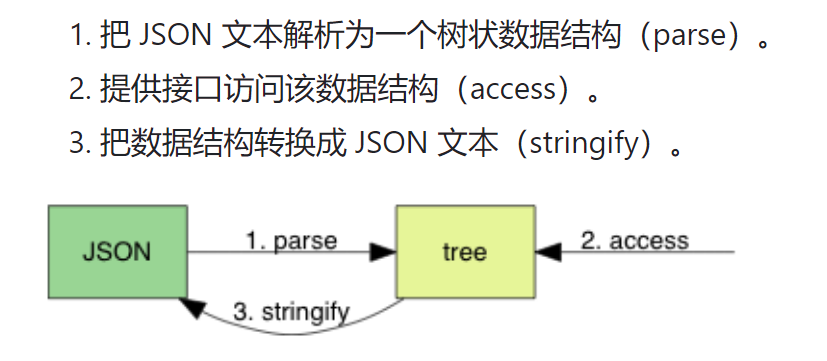 1. 把 JSON 文本解析为一个树状数据结构（parse）。
2. 提供接口访问该数据结构（access）。
3. 把数据结构转换成 JSON 文本（stringify）。
JSON
1. parse
tree
2. access
3. stringify